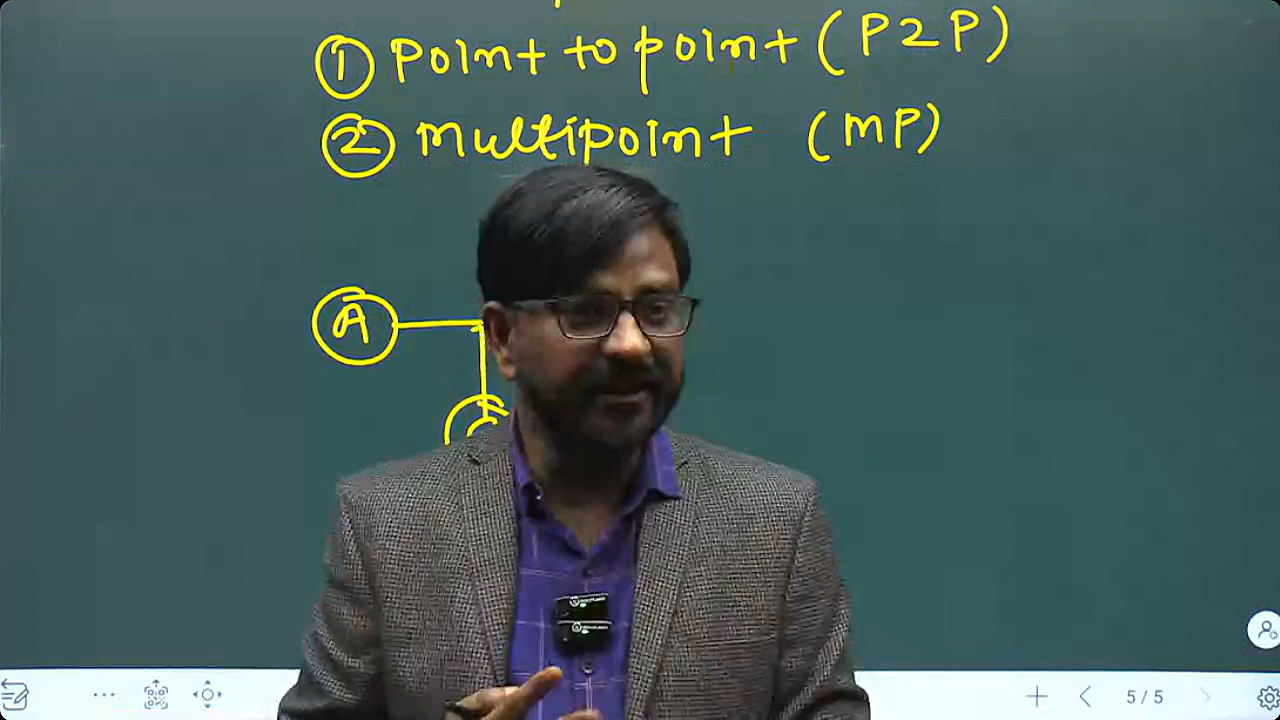 ① Point to point (P2P)
② Multipoint (MP)
A
5/5